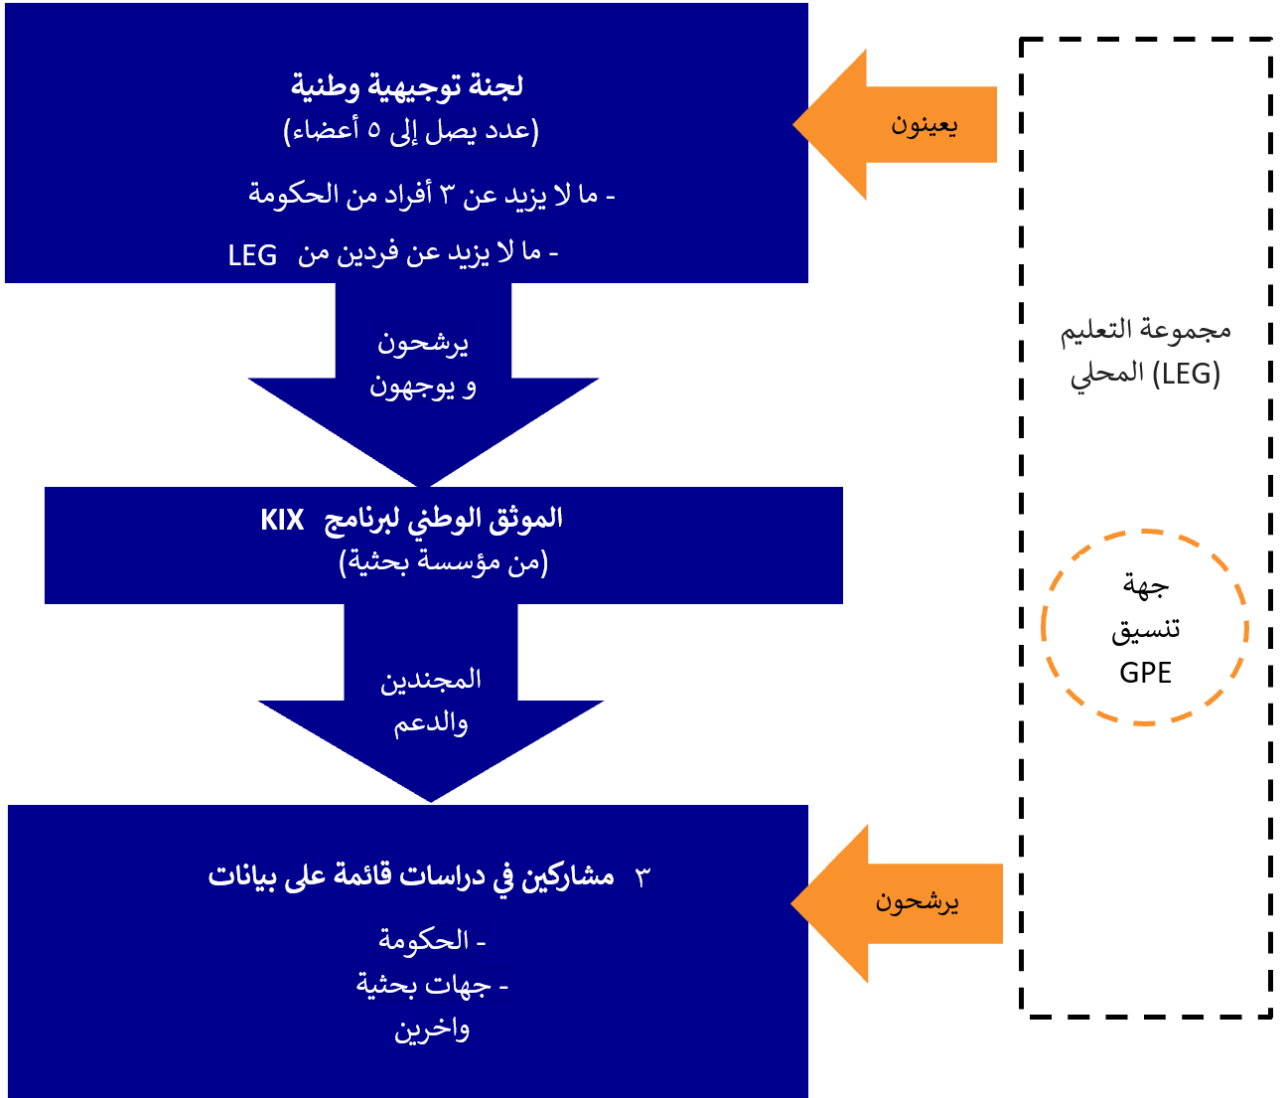 لجنة توجيهية وطنية
(عدد يصل إلى ٥ أعضاء)
- ما لا يزيد عن ٣ أفراد من الحكومة
- ما لا يزيد عن فردين من LEG
يعينون
يرشحون
و يوجهون
مجموعة التعليم
المحلي (LEG)
جهة
تنسيق
GPE
الموثق الوطني لبرنامج KIX
(من مؤسسة بحثية)
المجندين
والدعم
٣ مشاركين في دراسات قائمة على بيانات
- الحكومة
- جهات بحثية
واخرين
يرشحون